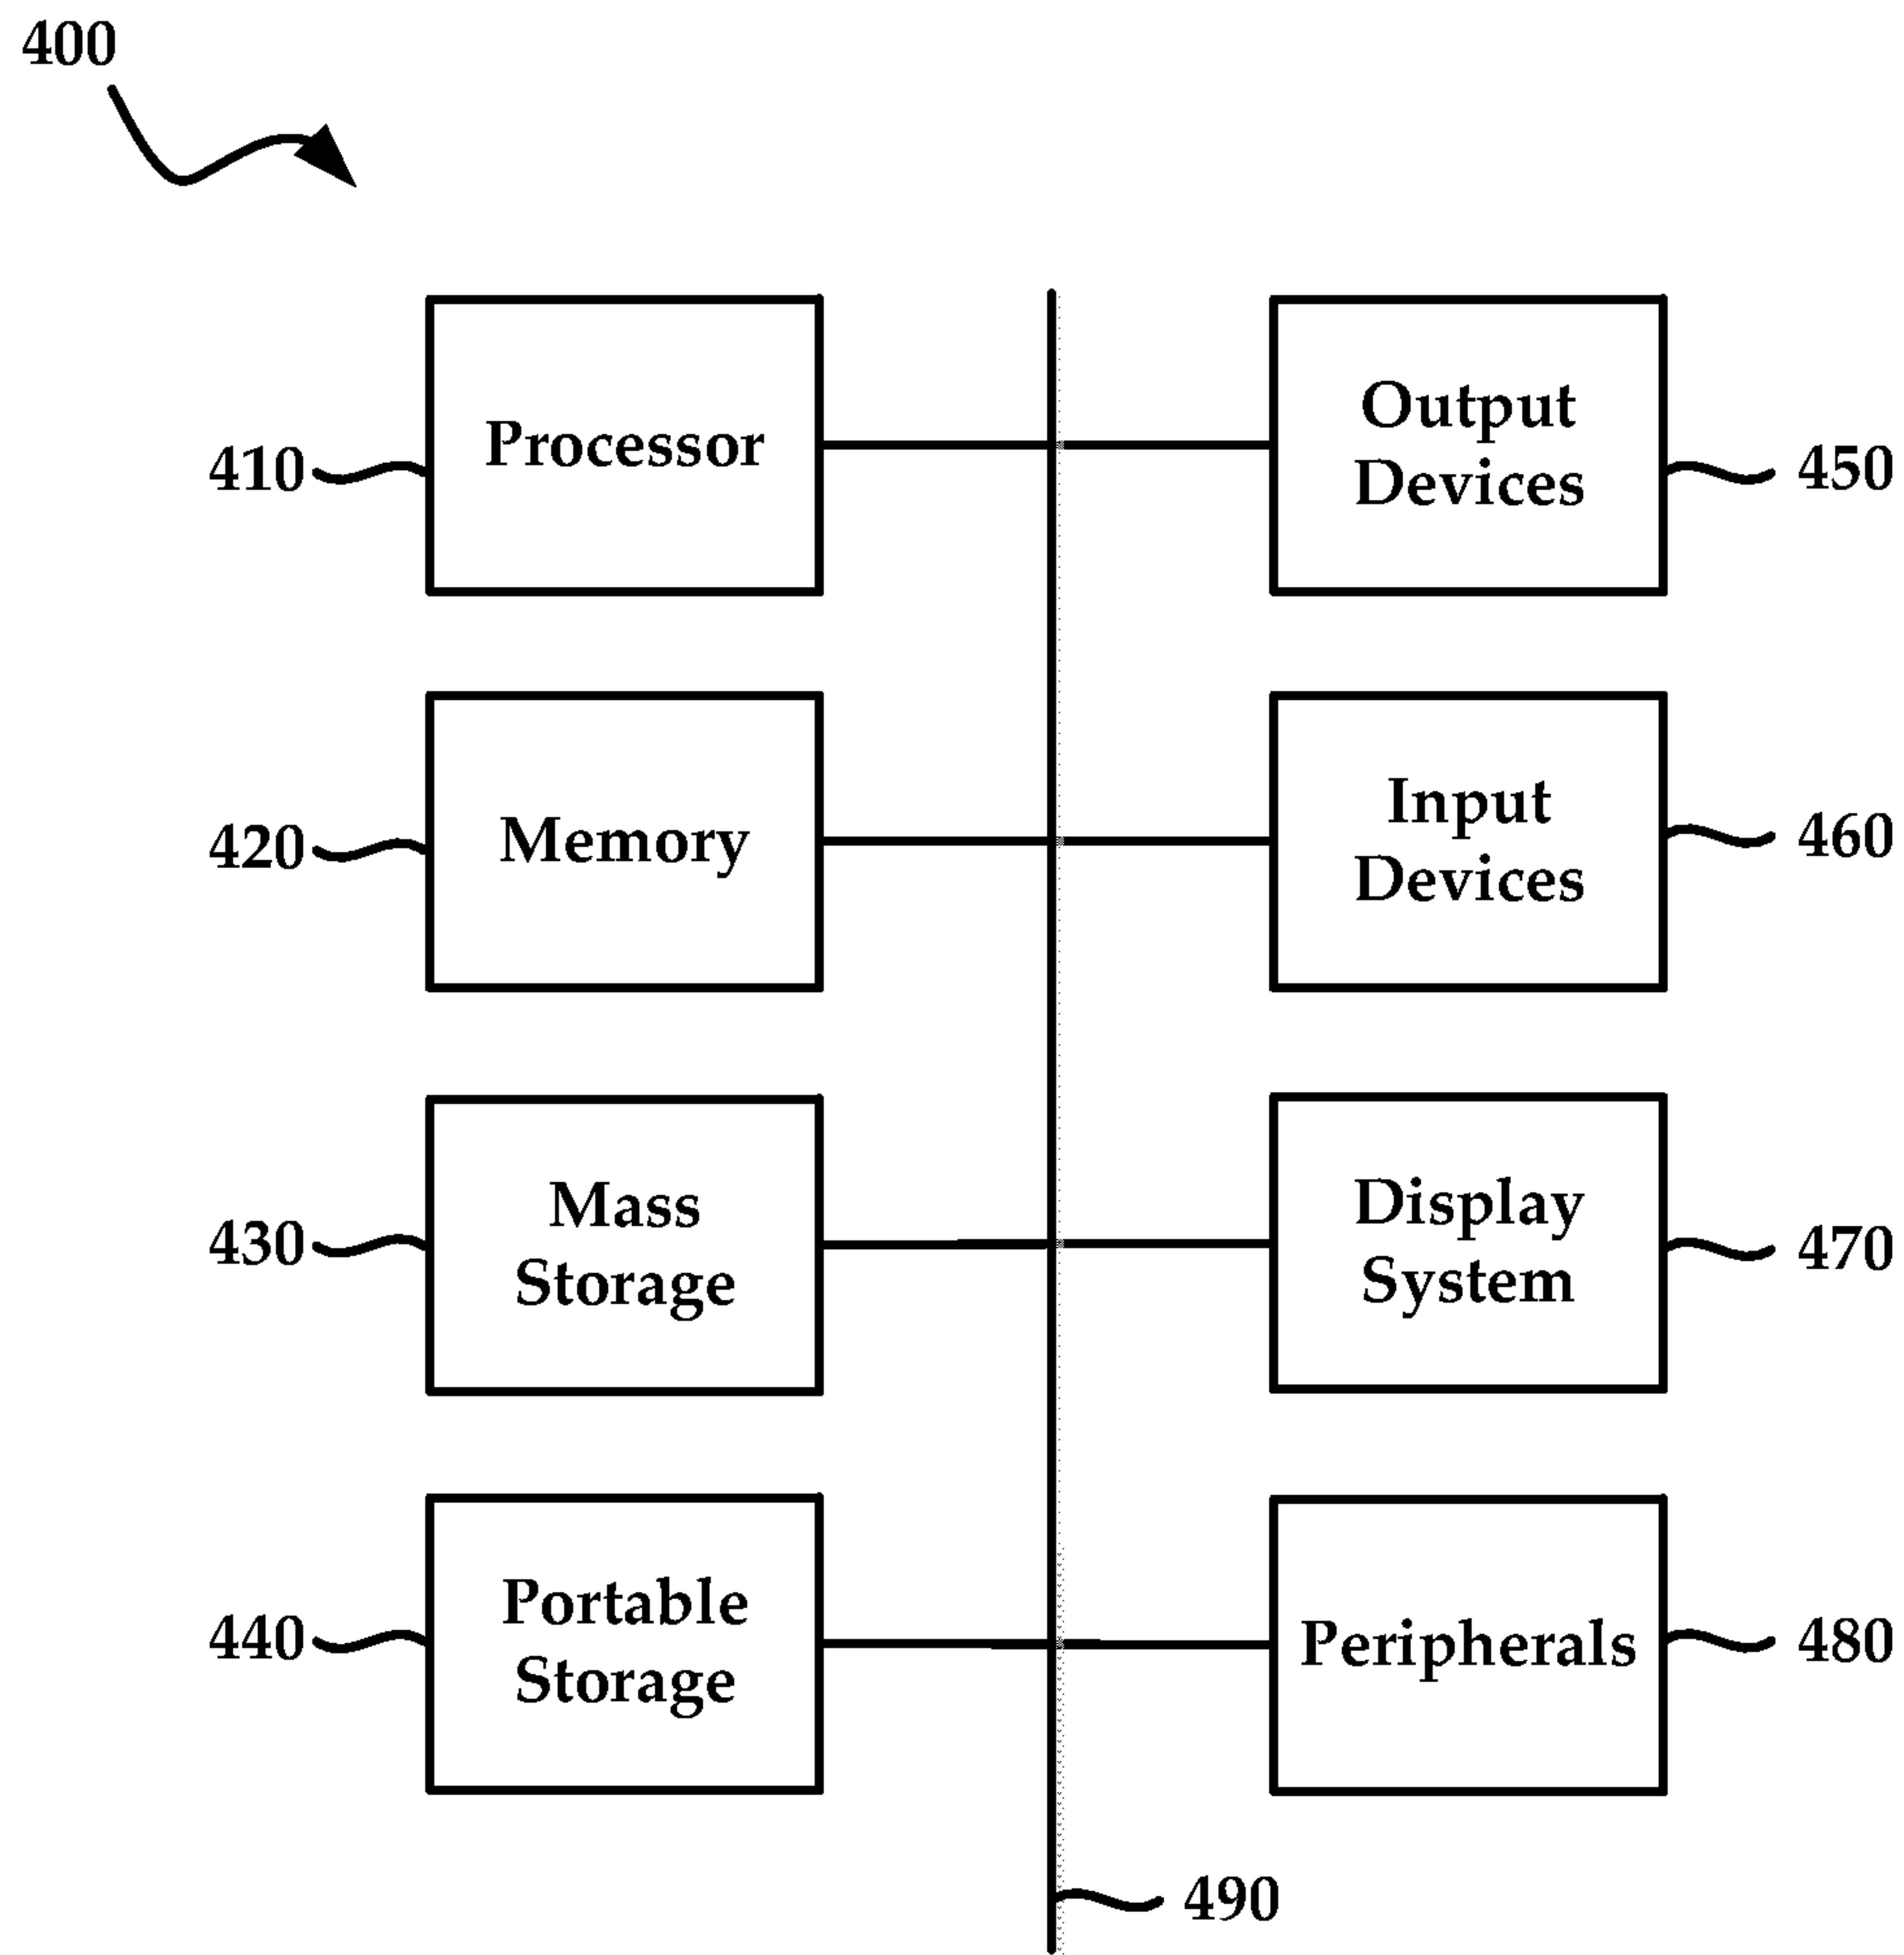 400
Processor
410
Output
Devices
450
Memory
420
Input
Devices
460
Mass
Storage
430
Display
System
470
Portable
Storage
440
Peripherals
480
490